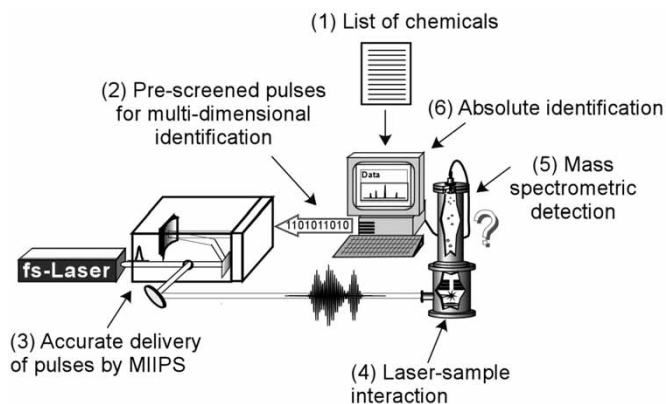 (1) List of chemicals
(2) Pre-screened pulses
for multi-dimensional
identification
(6) Absolute identification
(5) Mass
spectrometric
detection
Data
1101011010
?
fs-Laser
(3) Accurate delivery
of pulses by MIIPS
(4) Laser-sample
interaction